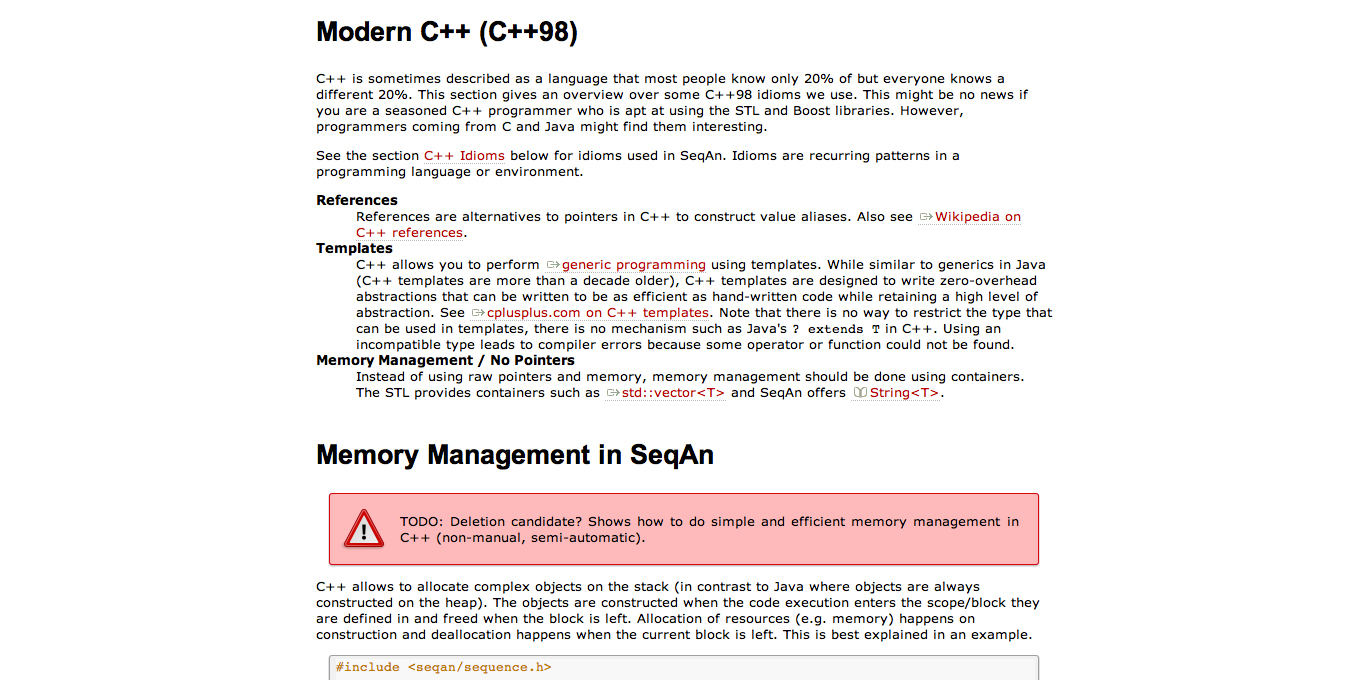 Modern C++ (C++98)
C++ is sometimes described as a language that most people know only 20% of but everyone knows a
different 20%. This section gives an overview over some C++98 idioms we use. This might be no news if
you are a seasoned C++ programmer who is apt at using the STL and Boost libraries. However,
programmers coming from C and Java might find them interesting.
See the section C++ Idioms below for idioms used in SeqAn. Idioms are recurring patterns in a
programming language or environment.
References
References are alternatives to pointers in C++ to construct value aliases. Also see Wikipedia on
C++ references.
Templates
C++ allows you to perform generic programming using templates. While similar to generics in Java
(C++ templates are more than a decade older), C++ templates are designed to write zero-overhead
abstractions that can be written to be as efficient as hand-written code while retaining a high level of
abstraction. See cplusplus.com on C++ templates. Note that there is no way to restrict the type that
can be used in templates, there is no mechanism such as Java's ? extends T in C++. Using an
incompatible type leads to compiler errors because some operator or function could not be found.
Memory Management / No Pointers
Instead of using raw pointers and memory, memory management should be done using containers.
The STL provides containers such as std::vector<T> and SeqAn offers String<T>.
Memory Management in SeqAn
TODO: Deletion candidate? Shows how to do simple and efficient memory management in
C++ (non-manual, semi-automatic).
C++ allows to allocate complex objects on the stack (in contrast to Java where objects are always
constructed on the heap). The objects are constructed when the code execution enters the scope/block they
are defined in and freed when the block is left. Allocation of resources (e.g. memory) happens on
construction and deallocation happens when the current block is left. This is best explained in an example.
#include <seqan/sequence.h>